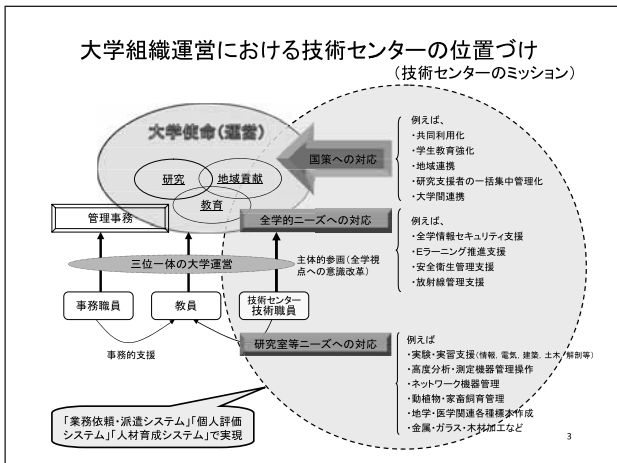 大学組織運営における技術センターの位置づけ
(技術センターのミッション)
大学使命(運営)
研究
地域貢献
教育
国策への対応
例えば、
・共同利用化
・学生教育強化
・地域連携
・研究支援者の一括集中管理化
・大学間連携
管理事務
全学的ニーズへの対応
例えば、
・全学情報セキュリティ支援
・Eラーニング推進支援
・安全衛生管理支援
・放射線管理支援
三位一体の大学運営
主体的参画(全学視
点への意識改革)
事務職員
教員
技術センター
技術職員
事務的支援
研究室等ニーズへの対応
例えば
・実験・実習支援(情報, 電気, 建築, 土木, 解剖等)
・高度分析・測定機器管理操作
・ネットワーク機器管理
・動植物・家畜飼育管理
・地学・医学関連各種標本作成
・金属・ガラス・木材加工など
「業務依頼・派遣システム」「個人評価
システム」「人材育成システム」で実現
3